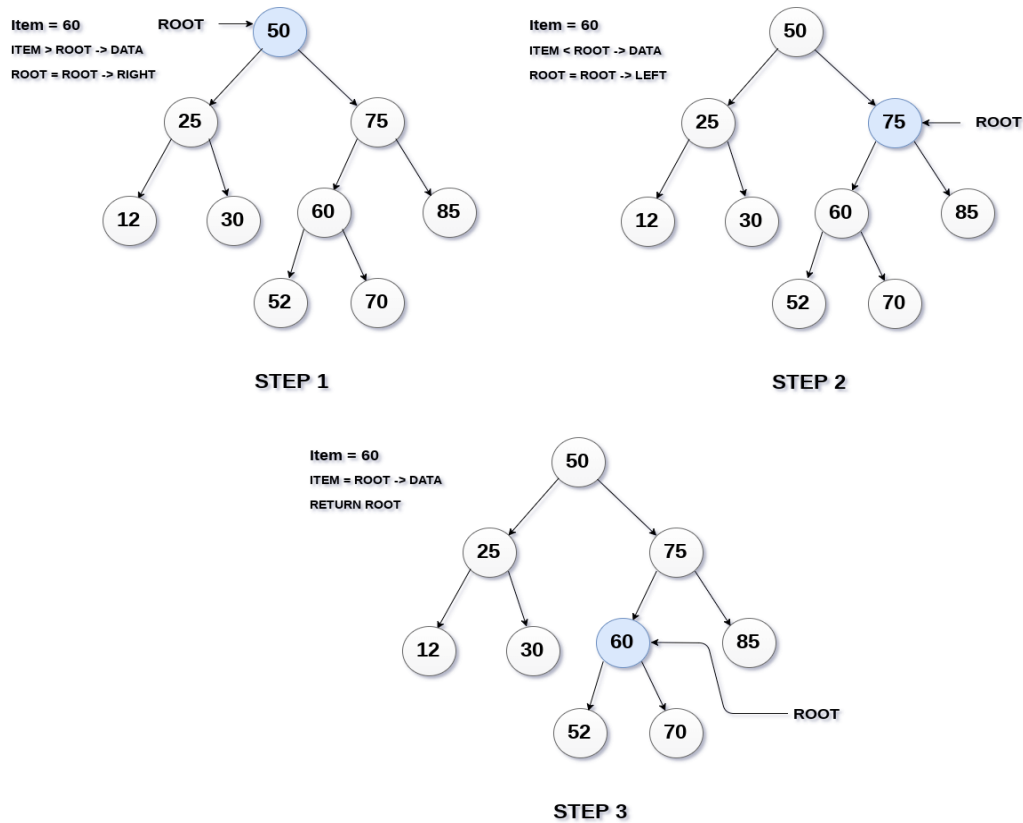 Item = 60
ITEM > ROOT -> DATA
ROOT = ROOT -> RIGHT
ROOT
50
25
75
12
30
60
85
52
70
STEP 1
Item = 60
ITEM < ROOT -> DATA
ROOT = ROOT -> LEFT
50
25
75
ROOT
12
30
60
85
52
70
STEP 2
Item = 60
ITEM = ROOT -> DATA
RETURN ROOT
50
25
75
12
30
60
85
52
70
ROOT
STEP 3